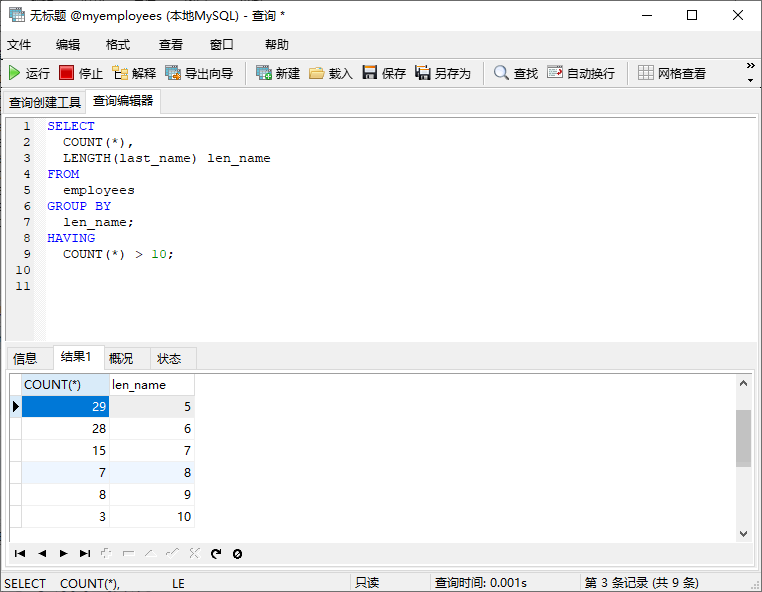 无标题 @myemployees (本地MySQL) - 查询 *
文件 编辑 格式 查看 窗口 帮助
运行 停止 解释 导出向导 新建 载入 保存 另存为 查找 自动换行 网格查看 »
查询创建工具 查询编辑器
1 SELECT
2 COUNT(*),
3 LENGTH(last_name) len_name
4 FROM
5 employees
6 GROUP BY
7 len_name;
8 HAVING
9 COUNT(*) > 10;
10
11
信息 结果1 概况 状态
COUNT(*) len_name
29 5
28 6
15 7
7 8
8 9
3 10
SELECT COUNT(*), LE 只读 查询时间: 0.001s 第 3 条记录 (共 9 条)